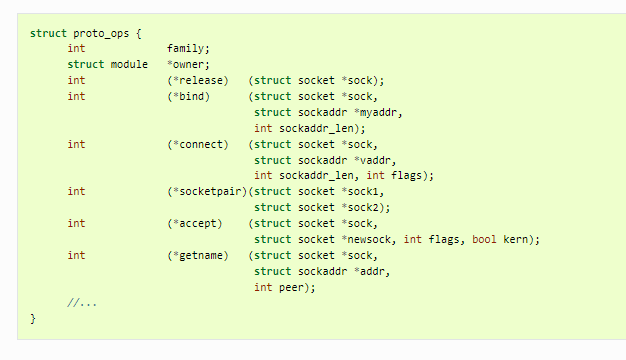 struct proto_ops {
      int             family;
      struct module   *owner;
      int             (*release)   (struct socket *sock);
      int             (*bind)      (struct socket *sock,
                                    struct sockaddr *myaddr,
                                    int sockaddr_len);
      int             (*connect)   (struct socket *sock,
                                    struct sockaddr *vaddr,
                                    int sockaddr_len, int flags);
      int             (*socketpair)(struct socket *sock1,
                                    struct socket *sock2);
      int             (*accept)    (struct socket *sock,
                                    struct socket *newsock, int flags, bool kern);
      int             (*getname)   (struct socket *sock,
                                    struct sockaddr *addr,
                                    int peer);
      //...
}